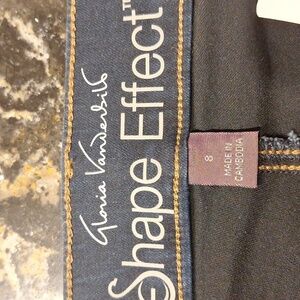 Gloria Vanderbilt
Shape Effect™
8
MADE IN
CAMBODIA